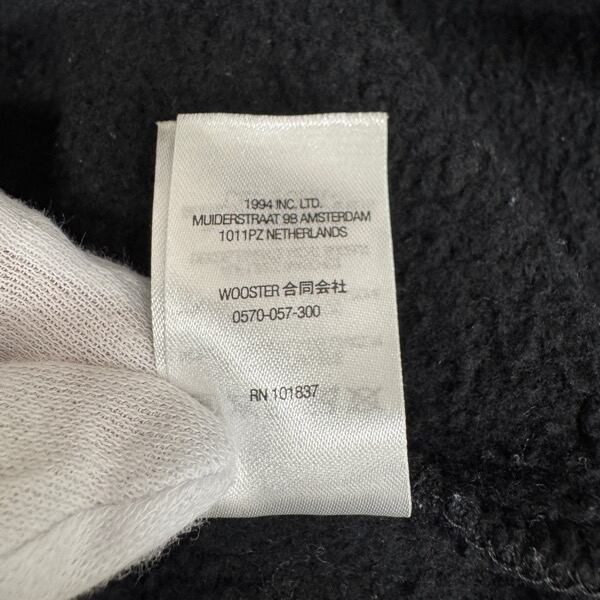 1994 INC. LTD.
MUIDERSTRAAT 9B AMSTERDAM
1011PZ NETHERLANDS
WOOSTER 合同会社
0570-057-300
RN 101837